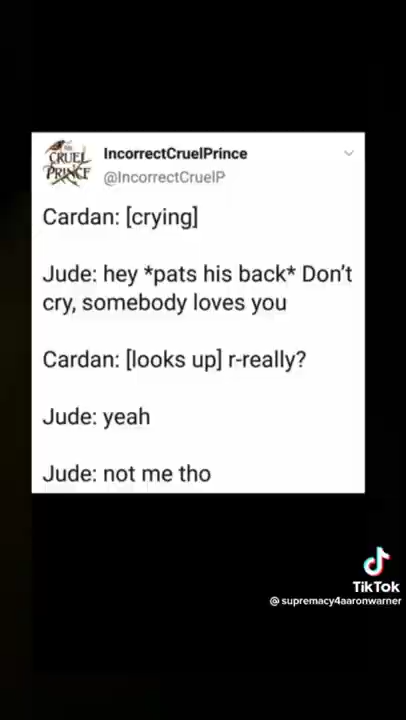 THE
CRUEL
PRINCE
IncorrectCruelPrince
@IncorrectCruelP
Cardan: [crying]
Jude: hey *pats his back* Don't
cry, somebody loves you
Cardan: [looks up] r-really?
Jude: yeah
Jude: not me tho
TikTok
@supremacy4aaronwarner